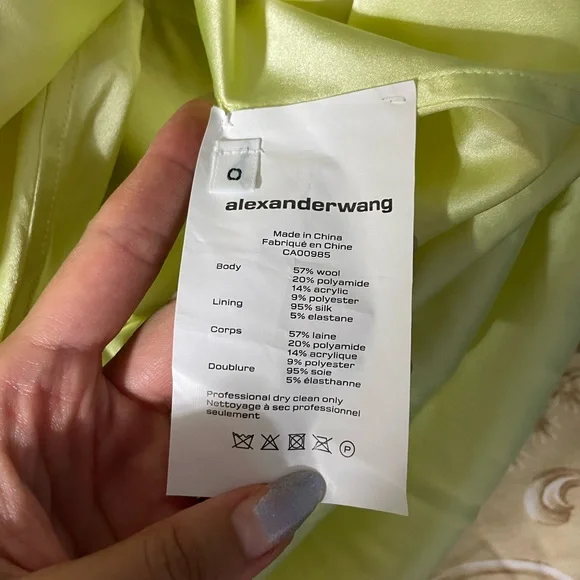 0
alexanderwang
Made in China
Fabriqué en Chine
CA00985
Body 57% wool
20% polyamide
14% acrylic
9% polyester
Lining 95% silk
5% elastane
Corps 57% laine
20% polyamide
14% acrylique
9% polyester
Doublure 95% soie
5% élasthanne
Professional dry clean only
Nettoyage à sec professionnel
seulement
P